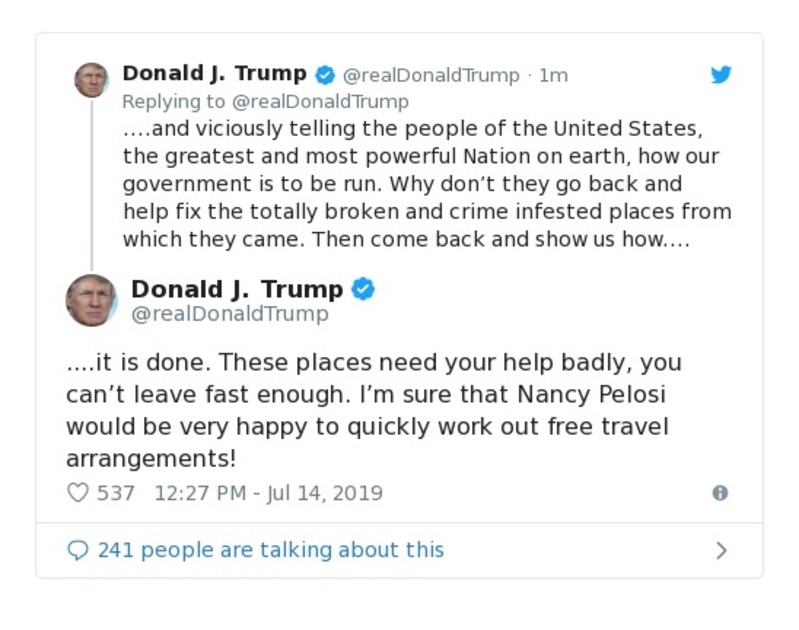 Donald J. Trump @realDonaldTrump · 1m
Replying to @realDonaldTrump
....and viciously telling the people of the United States,
the greatest and most powerful Nation on earth, how our
government is to be run. Why don’t they go back and
help fix the totally broken and crime infested places from
which they came. Then come back and show us how....
Donald J. Trump
@realDonaldTrump
....it is done. These places need your help badly, you
can’t leave fast enough. I’m sure that Nancy Pelosi
would be very happy to quickly work out free travel
arrangements!
537 12:27 PM - Jul 14, 2019
241 people are talking about this